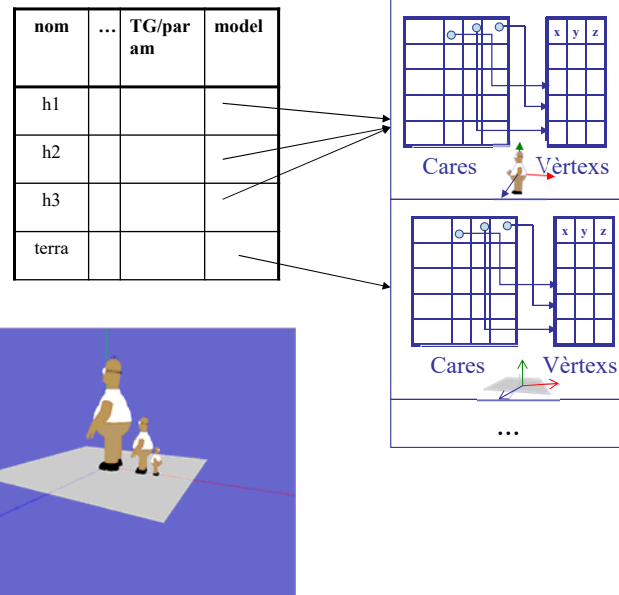 nom … TG/par model
am
h1
h2
h3
terra
x y z
Cares Vèrtexs
x y z
Cares Vèrtexs
…